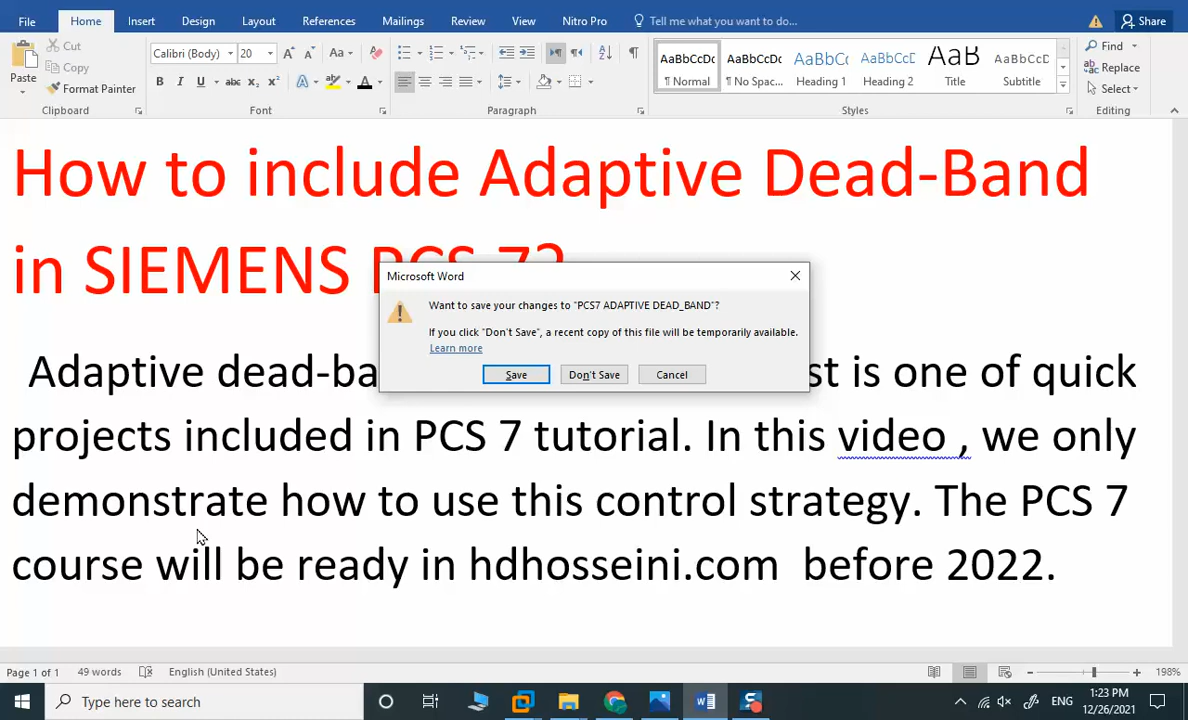 File Home Insert Design Layout References Mailings Review View Nitro Pro Tell me what you want to do... Share
Paste Cut Copy Format Painter
Calibri (Body) 20 Aa
B I U abc X₂ X² A A
AaBbCcDc AaBbCcDc AaBbCc AaBbCcD AaB AaBbCcD
¶ Normal ¶ No Spac... Heading 1 Heading 2 Title Subtitle
Find Replace Select
Clipboard Font Paragraph Styles Editing
How to include Adaptive Dead-Band
in SIEMENS PCS 7?
Microsoft Word
Want to save your changes to "PCS7 ADAPTIVE DEAD_BAND"?
If you click "Don't Save", a recent copy of this file will be temporarily available.
Learn more
Save Don't Save Cancel
Adaptive dead-ba st is one of quick
projects included in PCS 7 tutorial. In this video , we only
demonstrate how to use this control strategy. The PCS 7
course will be ready in hdhosseini.com before 2022.
Page 1 of 1 49 words English (United States) 198%
Type here to search ENG 1:23 PM
12/26/2021